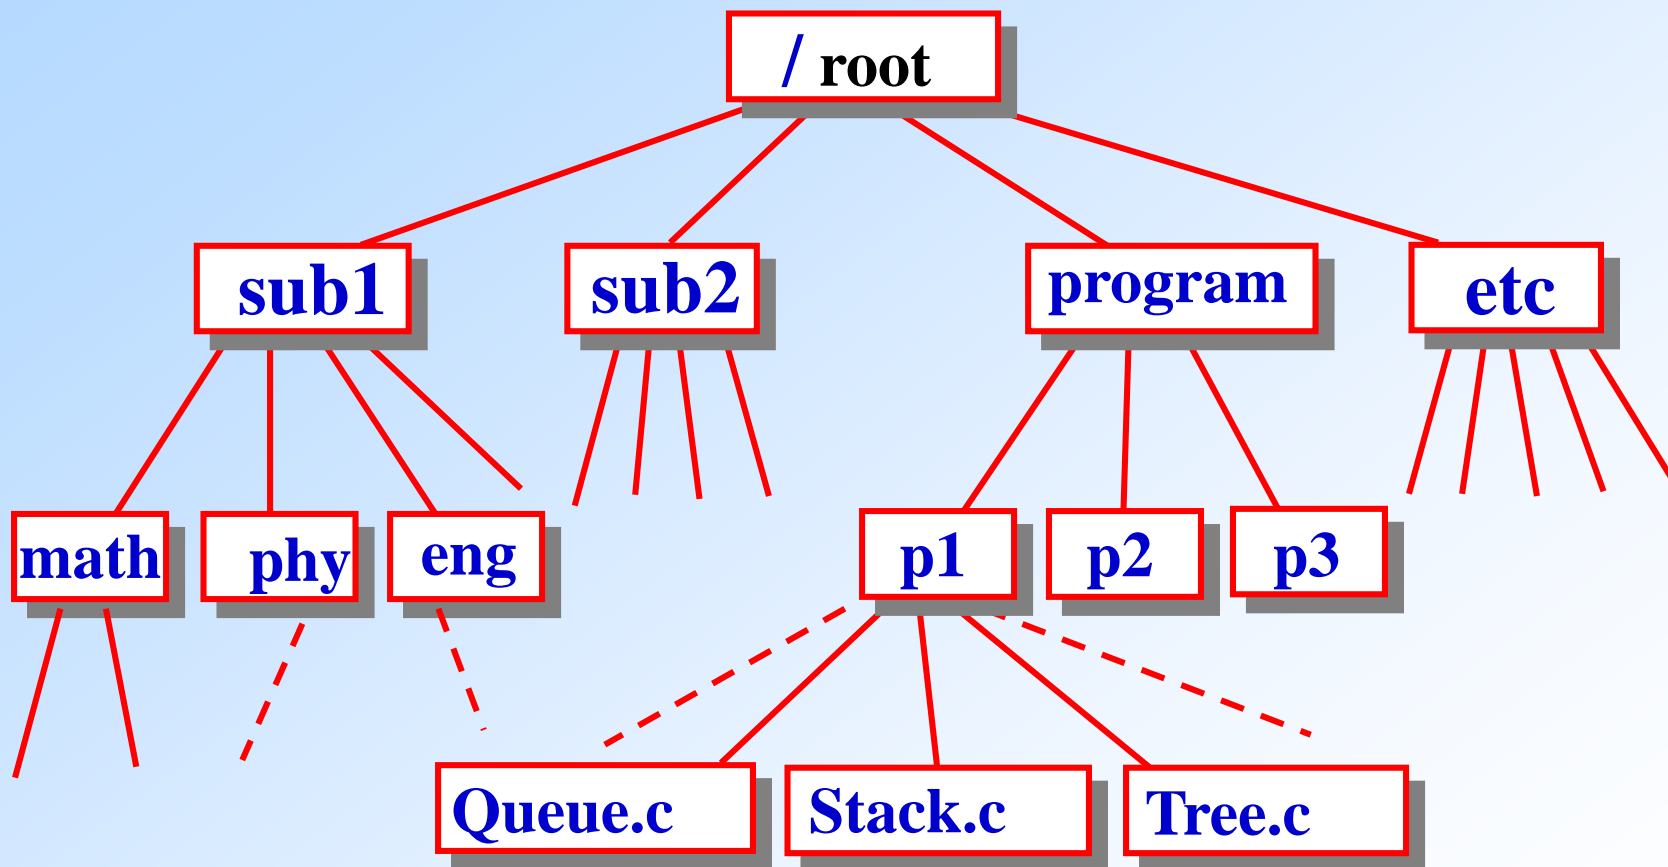 / root
sub1
sub2
program
etc
math
phy
eng
p1
p2
p3
Queue.c
Stack.c
Tree.c